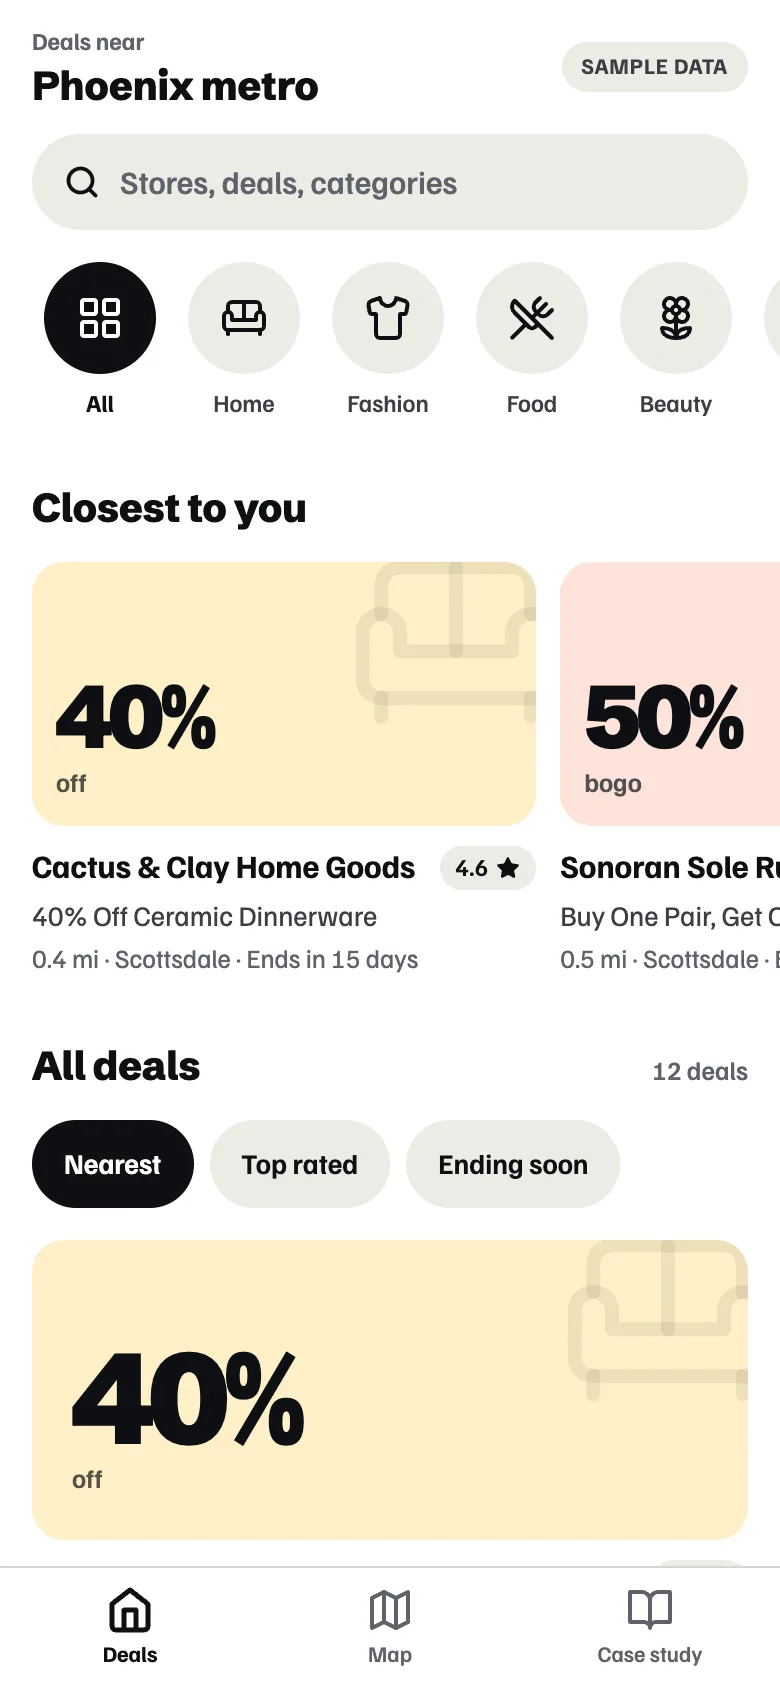 Deals near
Phoenix metro
SAMPLE DATA
Stores, deals, categories
All
Home
Fashion
Food
Beauty
Closest to you
40%
off
50%
bogo
Cactus & Clay Home Goods
4.6
Sonoran Sole
40% Off Ceramic Dinnerware
Buy One Pair, Get
0.4 mi · Scottsdale · Ends in 15 days
0.5 mi · Scottsdale ·
All deals
12 deals
Nearest
Top rated
Ending soon
40%
off
Deals
Map
Case study